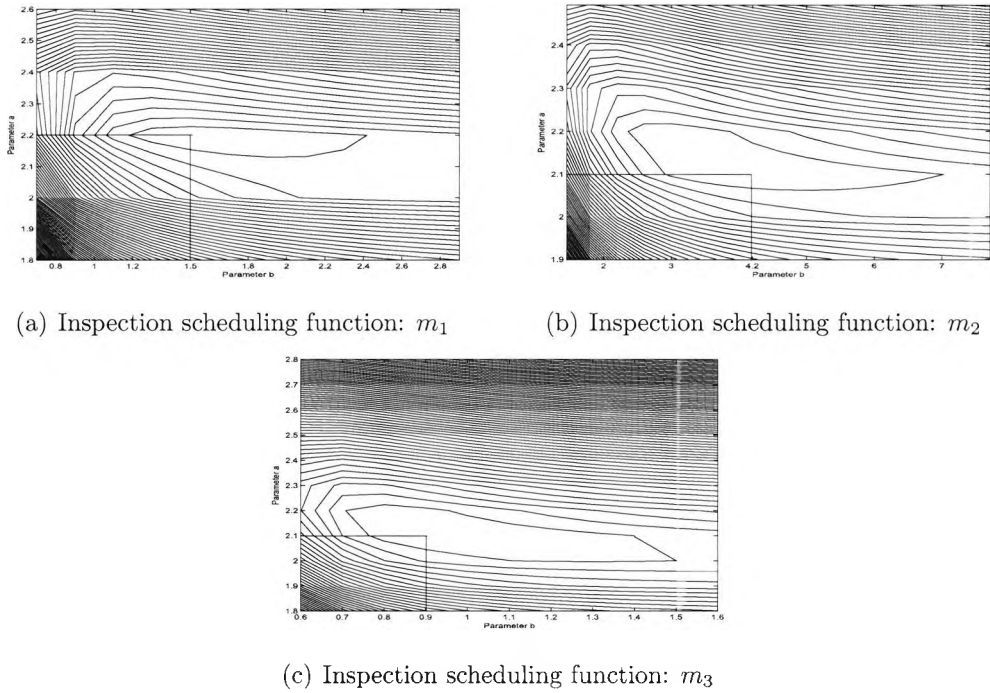 2.6
2.5
2.4
2.3
2.2
2.1
2
1.9
1.8
Parameter a
0.8 1 1.5 2 2.4 2.6 2.8
Parameter b
(a) Inspection scheduling function: m₁
2.4
2.3
2.2
2.1
2
1.9
Parameter a
2 3 4.2 5 6 7
Parameter b
(b) Inspection scheduling function: m₂
2.8
2.7
2.6
2.5
2.4
2.3
2.2
2.1
2
1.9
1.8
Parameter a
0.6 0.7 0.8 0.9 1 1.1 1.2 1.3 1.4 1.5 1.6
Parameter b
(c) Inspection scheduling function: m₃